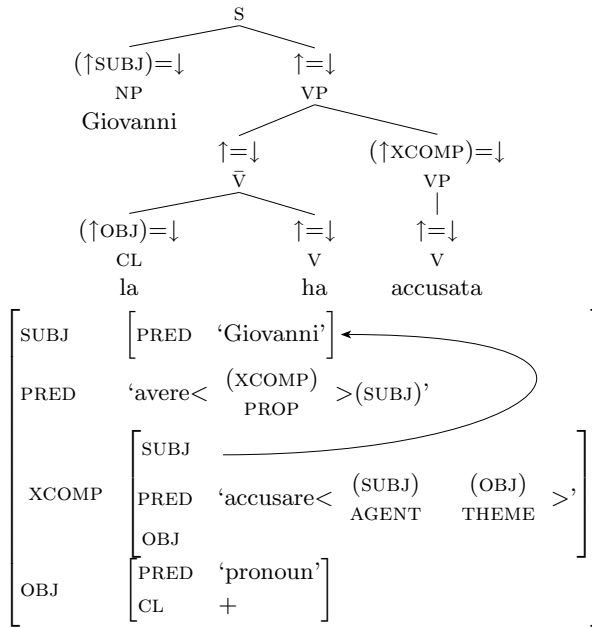 S
(↑SUBJ)=↓ ↑=↓
NP VP
Giovanni
↑=↓ (↑XCOMP)=↓
V̄ VP
(↑OBJ)=↓ ↑=↓ ↑=↓
CL V V
la ha accusata
SUBJ [PRED ‘Giovanni’]
PRED ‘avere< (XCOMP) PROP >(SUBJ)’
SUBJ
XCOMP PRED ‘accusare< (SUBJ) (OBJ) >’
AGENT THEME
OBJ
PRED ‘pronoun’
OBJ
CL +